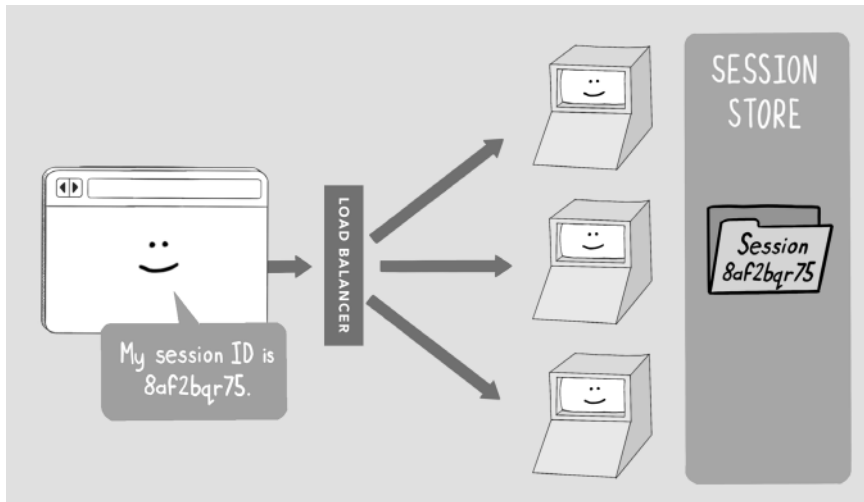 My session ID is
8af2bqr75.
LOAD BALANCER
SESSION
STORE
Session
8af2bqr75